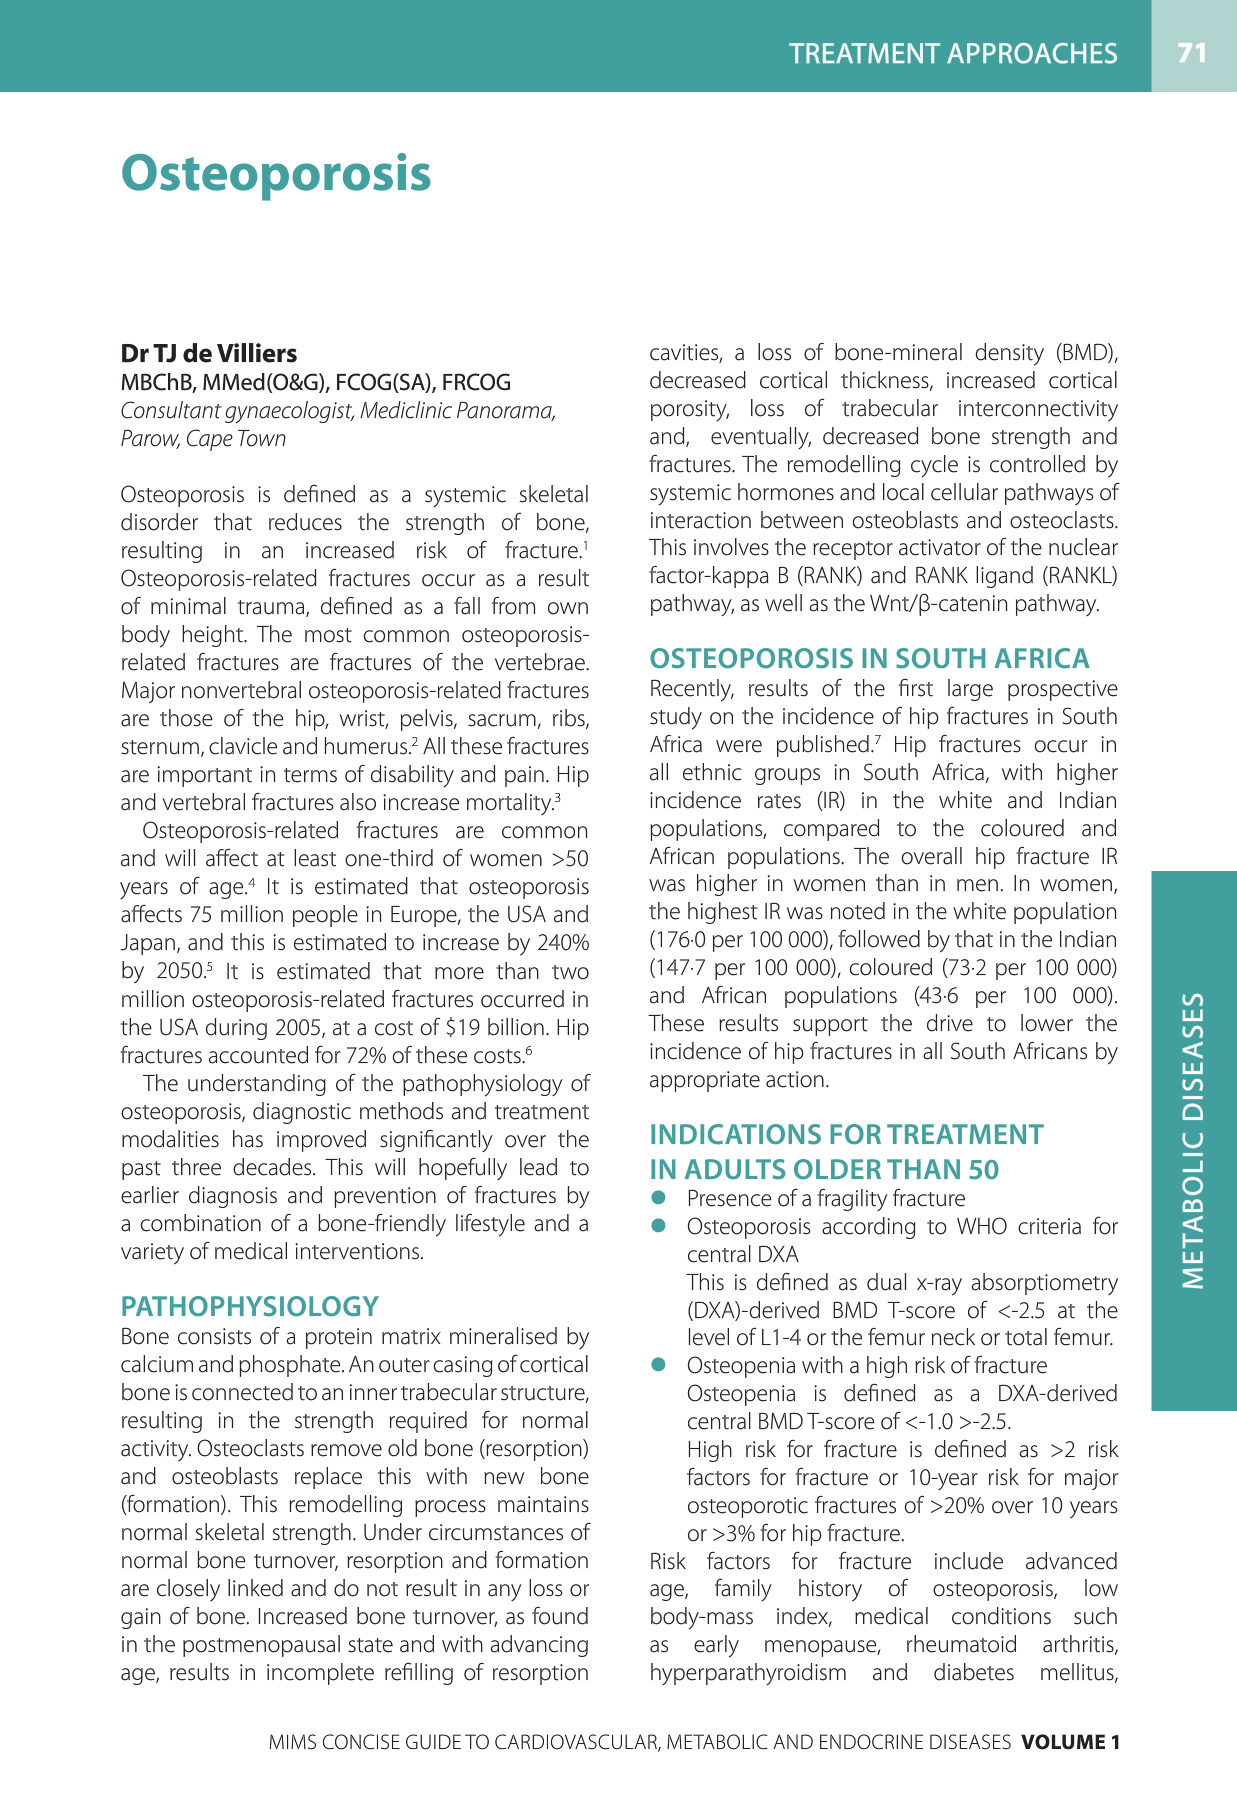 TREATMENT APPROACHES
71
Osteoporosis
Dr TJ de Villiers
MBChB, MMed(O&G), FCOG(SA), FRCOG
Consultant gynaecologist, Mediclinic Panorama,
Parow, Cape Town
Osteoporosis is defined as a systemic skeletal
disorder that reduces the strength of bone,
resulting in an increased risk of fracture.¹
Osteoporosis-related fractures occur as a result
of minimal trauma, defined as a fall from own
body height. The most common osteoporosis-
related fractures are fractures of the vertebrae.
Major nonvertebral osteoporosis-related fractures
are those of the hip, wrist, pelvis, sacrum, ribs,
sternum, clavicle and humerus.² All these fractures
are important in terms of disability and pain. Hip
and vertebral fractures also increase mortality.³
Osteoporosis-related fractures are common
and will affect at least one-third of women >50
years of age.⁴ It is estimated that osteoporosis
affects 75 million people in Europe, the USA and
Japan, and this is estimated to increase by 240%
by 2050.⁵ It is estimated that more than two
million osteoporosis-related fractures occurred in
the USA during 2005, at a cost of $19 billion. Hip
fractures accounted for 72% of these costs.⁶
The understanding of the pathophysiology of
osteoporosis, diagnostic methods and treatment
modalities has improved significantly over the
past three decades. This will hopefully lead to
earlier diagnosis and prevention of fractures by
a combination of a bone-friendly lifestyle and a
variety of medical interventions.
PATHOPHYSIOLOGY
Bone consists of a protein matrix mineralised by
calcium and phosphate. An outer casing of cortical
bone is connected to an inner trabecular structure,
resulting in the strength required for normal
activity. Osteoclasts remove old bone (resorption)
and osteoblasts replace this with new bone
(formation). This remodelling process maintains
normal skeletal strength. Under circumstances of
normal bone turnover, resorption and formation
are closely linked and do not result in any loss or
gain of bone. Increased bone turnover, as found
in the postmenopausal state and with advancing
age, results in incomplete refilling of resorption
cavities, a loss of bone-mineral density (BMD),
decreased cortical thickness, increased cortical
porosity, loss of trabecular interconnectivity
and, eventually, decreased bone strength and
fractures. The remodelling cycle is controlled by
systemic hormones and local cellular pathways of
interaction between osteoblasts and osteoclasts.
This involves the receptor activator of the nuclear
factor-kappa B (RANK) and RANK ligand (RANKL)
pathway, as well as the Wnt/β-catenin pathway.
OSTEOPOROSIS IN SOUTH AFRICA
Recently, results of the first large prospective
study on the incidence of hip fractures in South
Africa were published.⁷ Hip fractures occur in
all ethnic groups in South Africa, with higher
incidence rates (IR) in the white and Indian
populations, compared to the coloured and
African populations. The overall hip fracture IR
was higher in women than in men. In women,
the highest IR was noted in the white population
(176·0 per 100 000), followed by that in the Indian
(147·7 per 100 000), coloured (73·2 per 100 000)
and African populations (43·6 per 100 000).
These results support the drive to lower the
incidence of hip fractures in all South Africans by
appropriate action.
INDICATIONS FOR TREATMENT
IN ADULTS OLDER THAN 50
● Presence of a fragility fracture
● Osteoporosis according to WHO criteria for
central DXA
This is defined as dual x-ray absorptiometry
(DXA)-derived BMD T-score of <-2.5 at the
level of L1-4 or the femur neck or total femur.
● Osteopenia with a high risk of fracture
Osteopenia is defined as a DXA-derived
central BMD T-score of <-1.0 >-2.5.
High risk for fracture is defined as >2 risk
factors for fracture or 10-year risk for major
osteoporotic fractures of >20% over 10 years
or >3% for hip fracture.
Risk factors for fracture include advanced
age, family history of osteoporosis, low
body-mass index, medical conditions such
as early menopause, rheumatoid arthritis,
hyperparathyroidism and diabetes mellitus,
METABOLIC DISEASES
MIMS CONCISE GUIDE TO CARDIOVASCULAR, METABOLIC AND ENDOCRINE DISEASES VOLUME 1